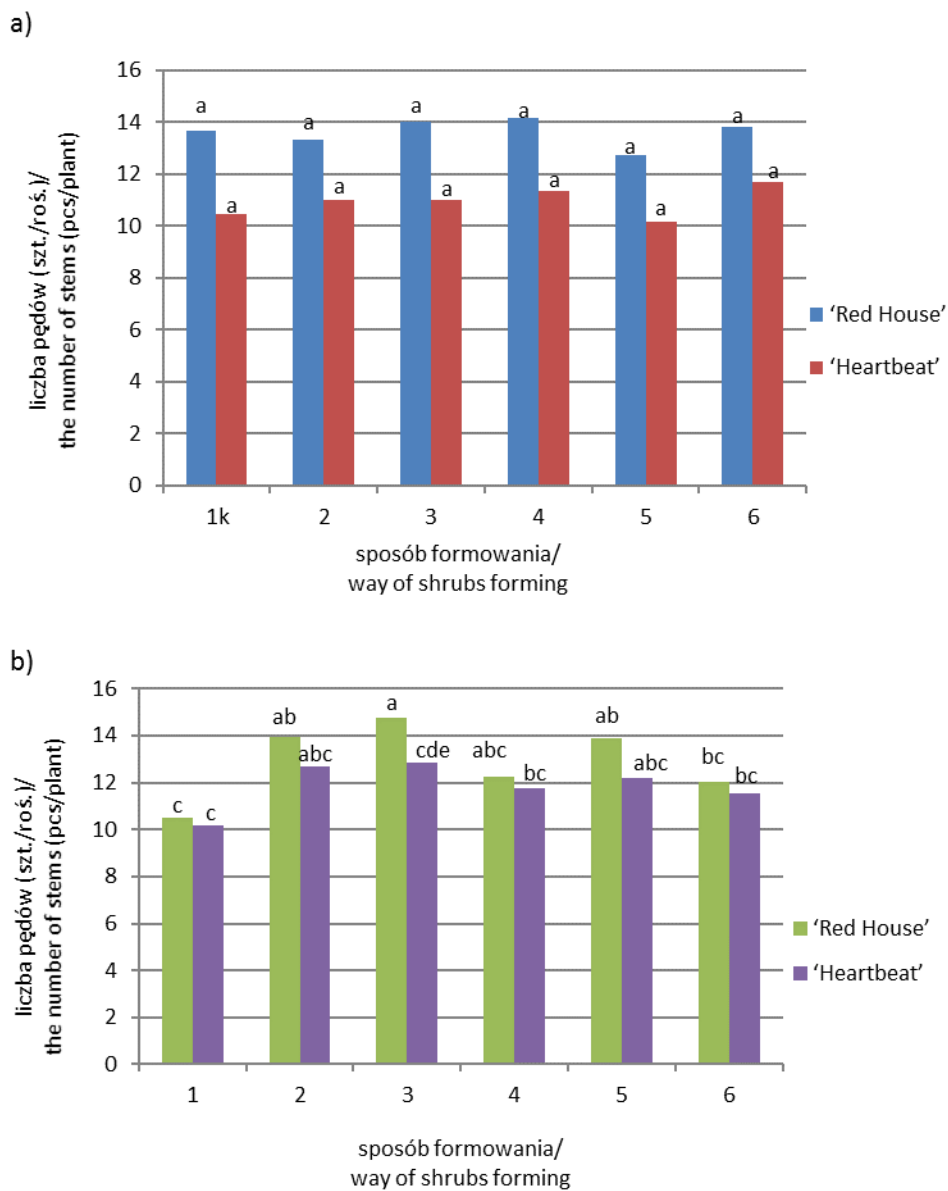 a)
liczba pędów (szt./roś.)/
the number of stems (pcs/plant)
16
14
12
10
8
6
4
2
0
a a a a a a
a a a a a a
1k 2 3 4 5 6
sposób formowania/
way of shrubs forming
‘Red House’
‘Heartbeat’
b)
liczba pędów (szt./roś.)/
the number of stems (pcs/plant)
16
14
12
10
8
6
4
2
0
c ab a abc ab bc
c abc cde bc abc bc
1 2 3 4 5 6
sposób formowania/
way of shrubs forming
‘Red House’
‘Heartbeat’